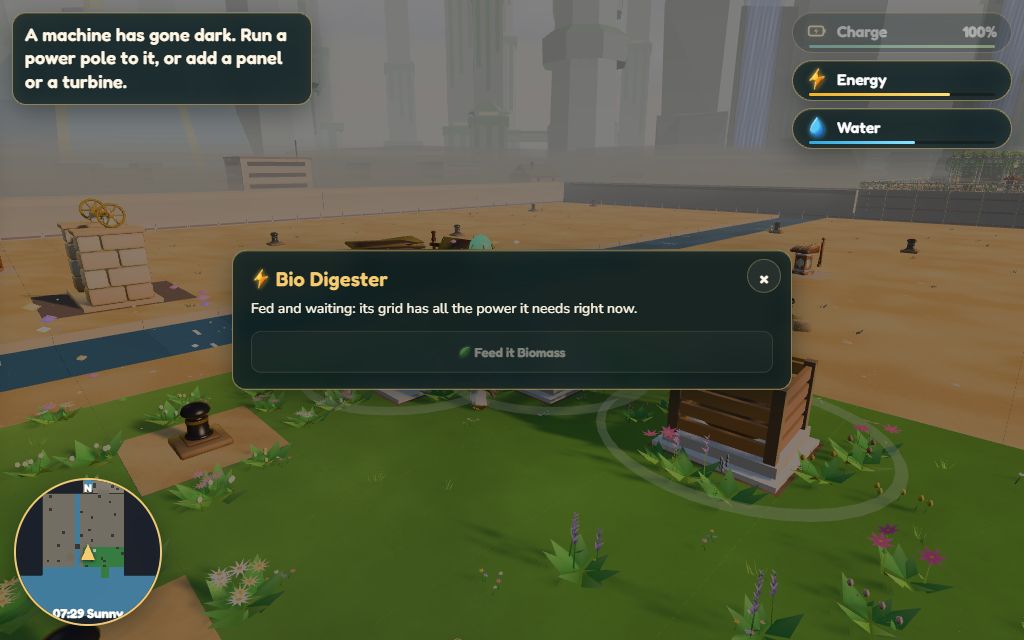 A machine has gone dark. Run a
power pole to it, or add a panel
or a turbine.
Charge 100%
Energy
Water
Bio Digester
Fed and waiting: its grid has all the power it needs right now.
Feed it Biomass
N
07:29 Sunny